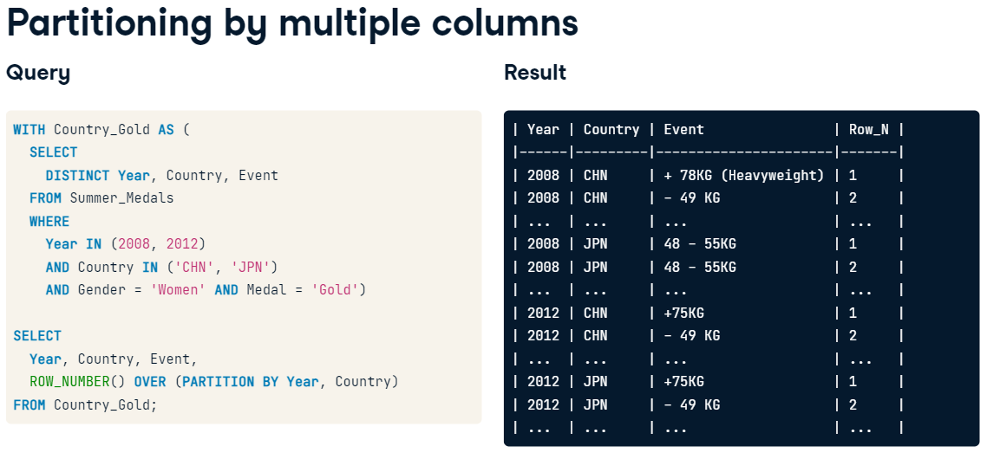 Partitioning by multiple columns
Query
WITH Country_Gold AS (
  SELECT
    DISTINCT Year, Country, Event
  FROM Summer_Medals
  WHERE
    Year IN (2008, 2012)
    AND Country IN ('CHN', 'JPN')
    AND Gender = 'Women' AND Medal = 'Gold')
SELECT
  Year, Country, Event,
  ROW_NUMBER() OVER (PARTITION BY Year, Country)
FROM Country_Gold;
Result
| Year | Country | Event                | Row_N |
|------|---------|----------------------|-------|
| 2008 | CHN     | + 78KG (Heavyweight) | 1     |
| 2008 | CHN     | - 49 KG              | 2     |
| ...  | ...     | ...                  | ...   |
| 2008 | JPN     | 48 - 55KG            | 1     |
| 2008 | JPN     | 48 - 55KG            | 2     |
| ...  | ...     | ...                  | ...   |
| 2012 | CHN     | +75KG                | 1     |
| 2012 | CHN     | - 49 KG              | 2     |
| ...  | ...     | ...                  | ...   |
| 2012 | JPN     | +75KG                | 1     |
| 2012 | JPN     | - 49 KG              | 2     |
| ...  | ...     | ...                  | ...   |